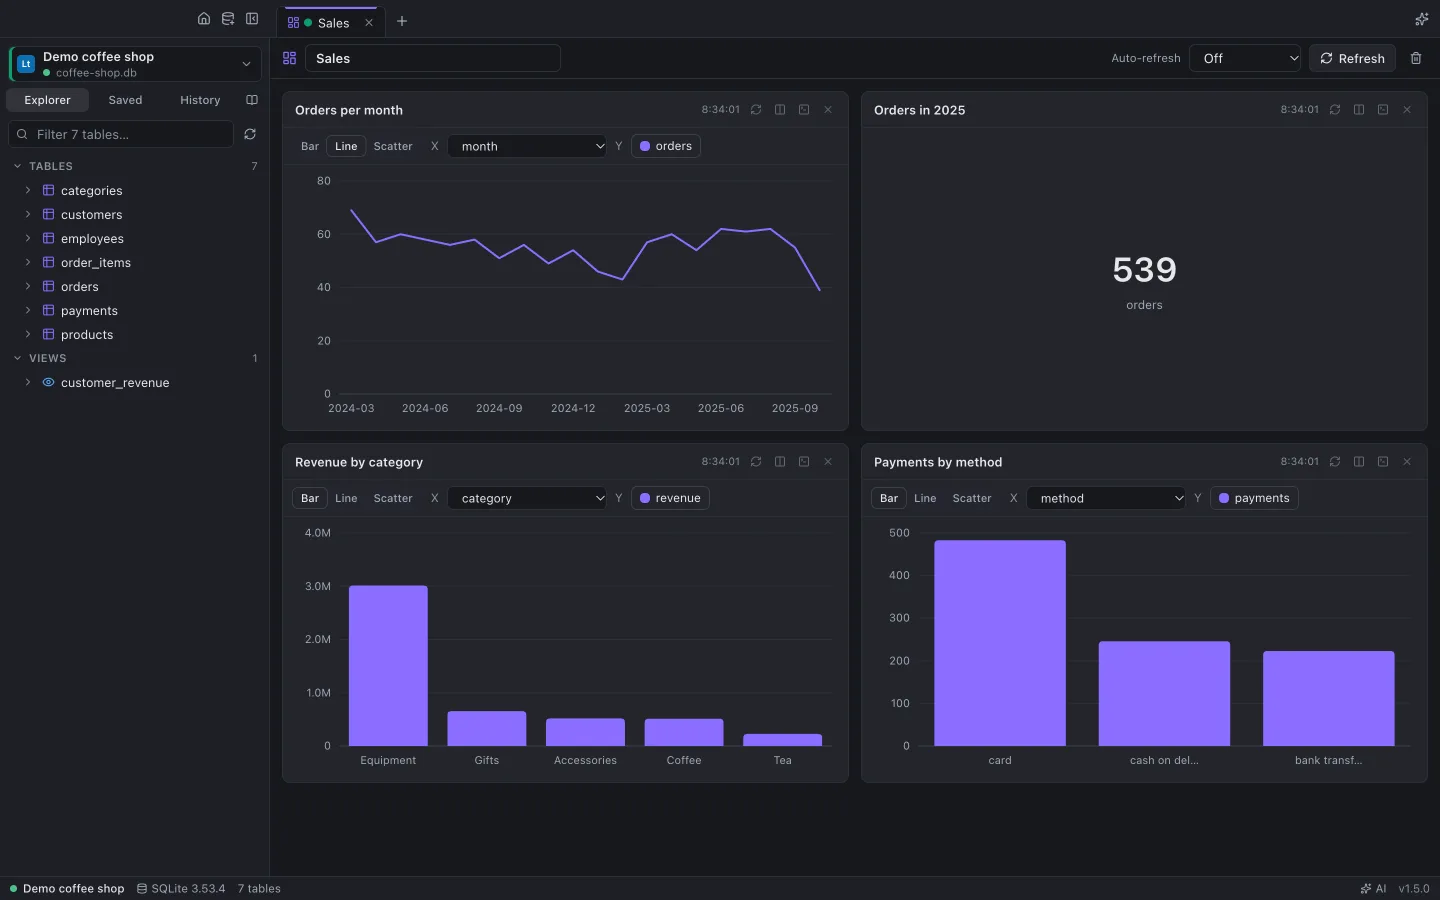 Sales
Lt
Demo coffee shop
coffee-shop.db
Explorer
Saved
History
Filter 7 tables...
TABLES 7
categories
customers
employees
order_items
orders
payments
products
VIEWS 1
customer_revenue
Sales
Auto-refresh
Off
Refresh
Orders per month
8:34:01
Bar Line Scatter X month Y orders
80
60
40
20
0
2024-03 2024-06 2024-09 2024-12 2025-03 2025-06 2025-09
Orders in 2025
8:34:01
539
orders
Revenue by category
8:34:01
Bar Line Scatter X category Y revenue
4.0M
3.0M
2.0M
1.0M
0
Equipment Gifts Accessories Coffee Tea
Payments by method
8:34:01
Bar Line Scatter X method Y payments
500
400
300
200
100
0
card cash on del... bank transf...
Demo coffee shop SQLite 3.53.4 7 tables
AI v1.5.0